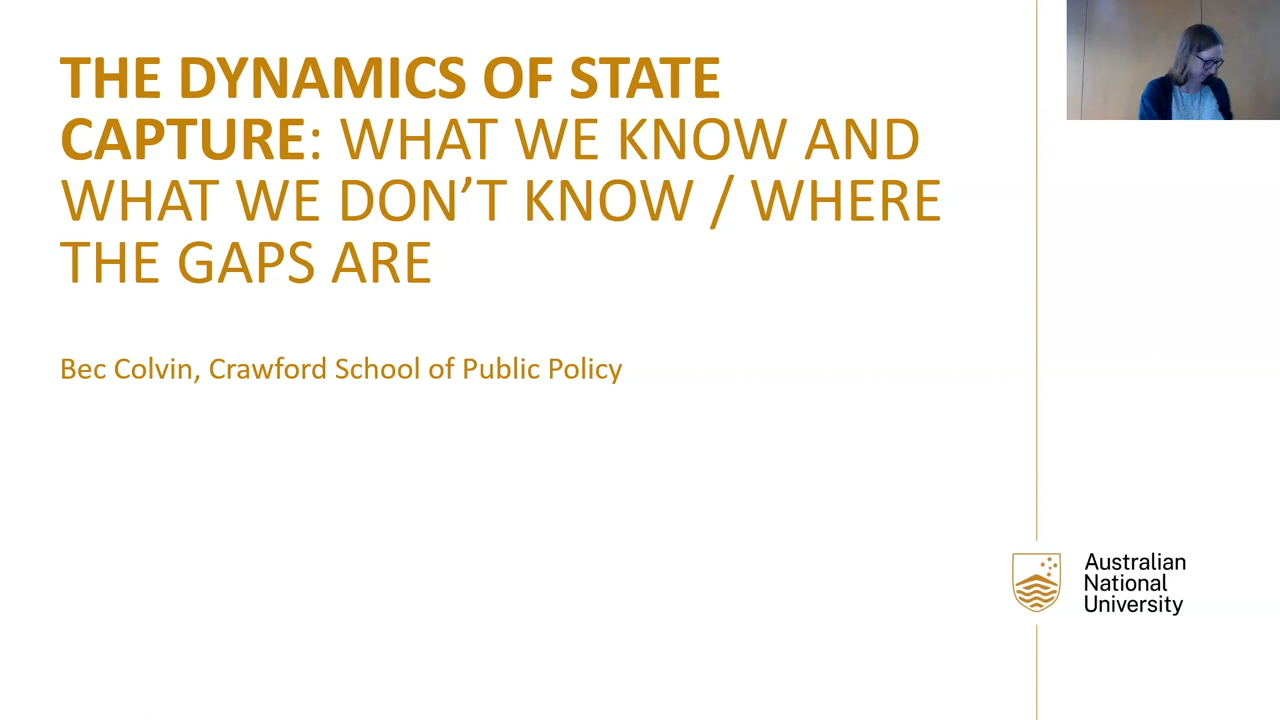 THE DYNAMICS OF STATE
CAPTURE: WHAT WE KNOW AND
WHAT WE DON’T KNOW / WHERE
THE GAPS ARE
Bec Colvin, Crawford School of Public Policy
Australian
National
University